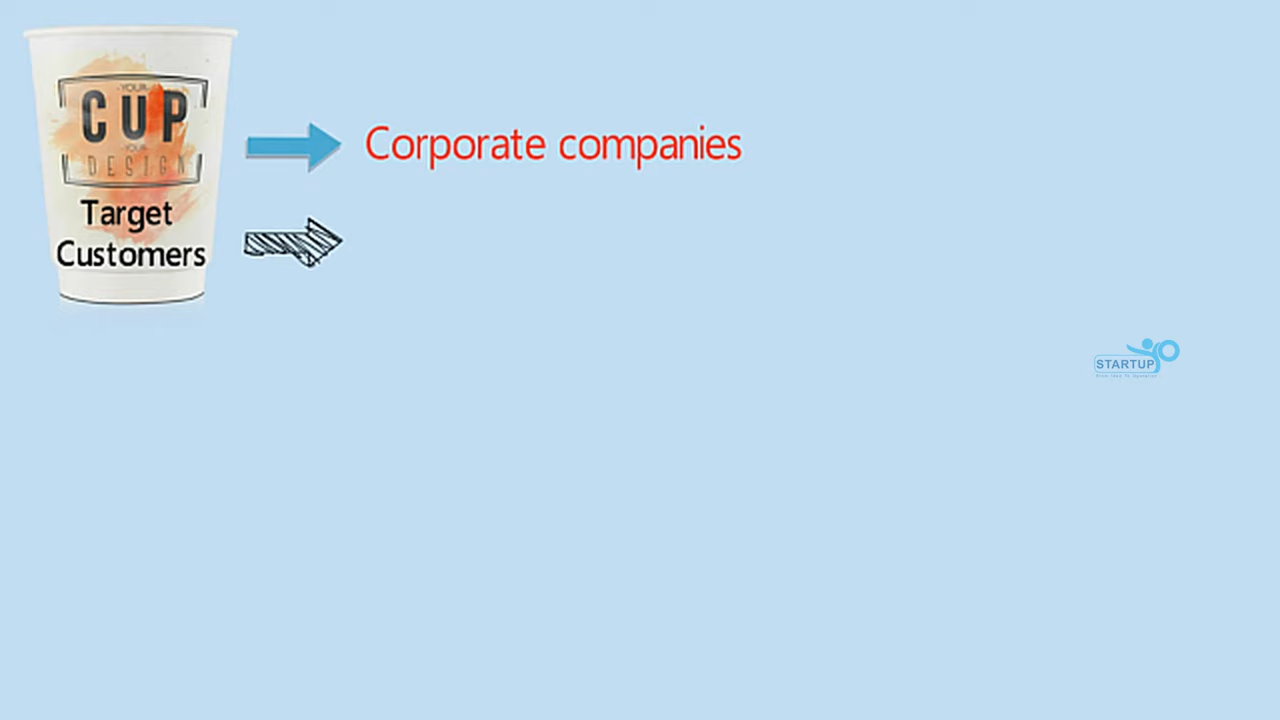 YOUR
CUP
YOUR
DESIGN
Target
Customers
Corporate companies
STARTUP